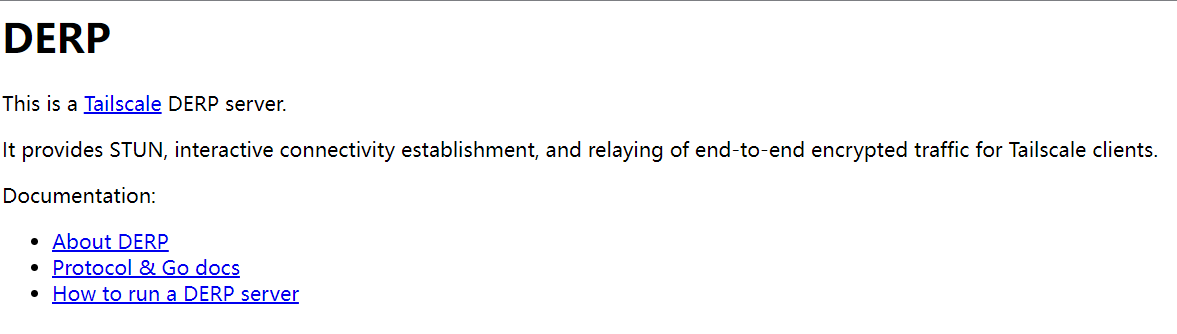 DERP
This is a Tailscale DERP server.
It provides STUN, interactive connectivity establishment, and relaying of end-to-end encrypted traffic for Tailscale clients.
Documentation:
• About DERP
• Protocol & Go docs
• How to run a DERP server